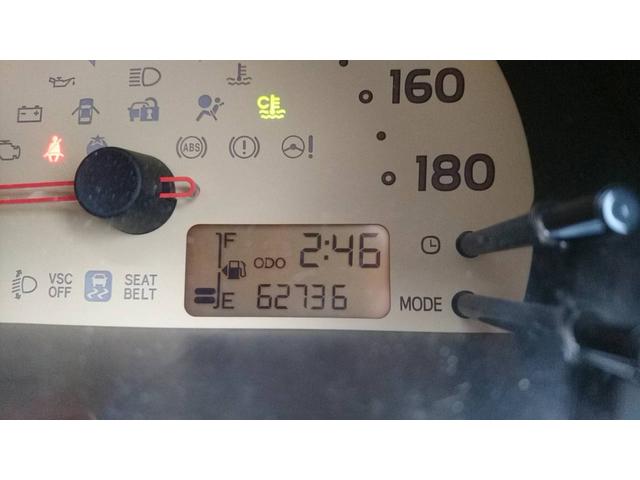 160
C
ABS
!
!
180
F
ODO 2:46
E 62736
VSC OFF
SEAT BELT
MODE